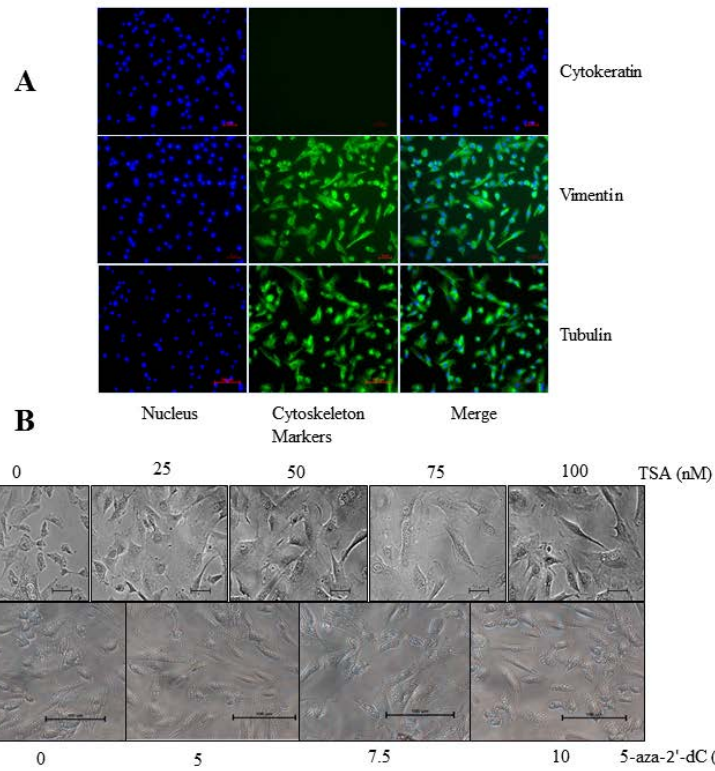 A
Cytokeratin
Vimentin
Tubulin
Nucleus
Cytoskeleton
Markers
Merge
B
0 25 50 75 100 TSA (nM)
0 5 7.5 10 5-aza-2'-dC (